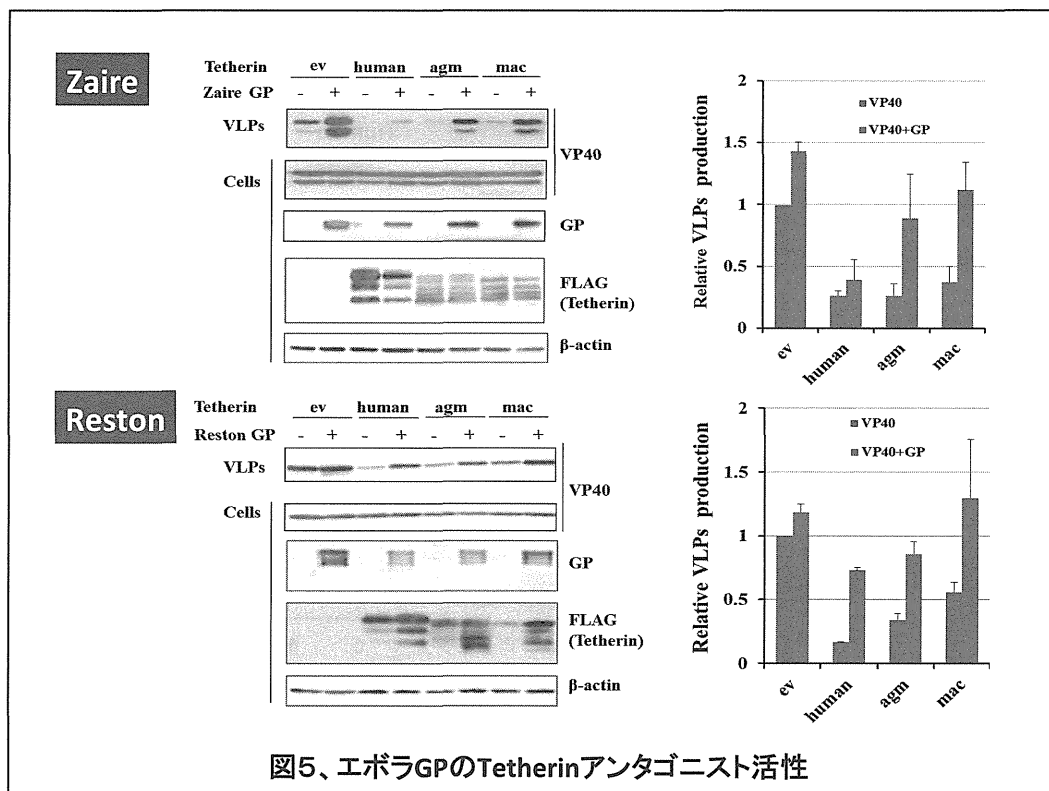 Zaire
Tetherin ev human agm mac
Zaire GP - + - + - + - +
VLPs
VP40
Cells
GP
FLAG
(Tetherin)
β-actin
2
1.5
1
0.5
0
Relative VLPs production
VP40
VP40+GP
ev
human
agm
mac
Reston
Tetherin ev human agm mac
Reston GP - + - + - + - +
VLPs
VP40
Cells
GP
FLAG
(Tetherin)
β-actin
2
1.5
1
0.5
0
Relative VLPs production
VP40
VP40+GP
ev
human
agm
mac
図5、エボラGPのTetherinアンタゴニスト活性